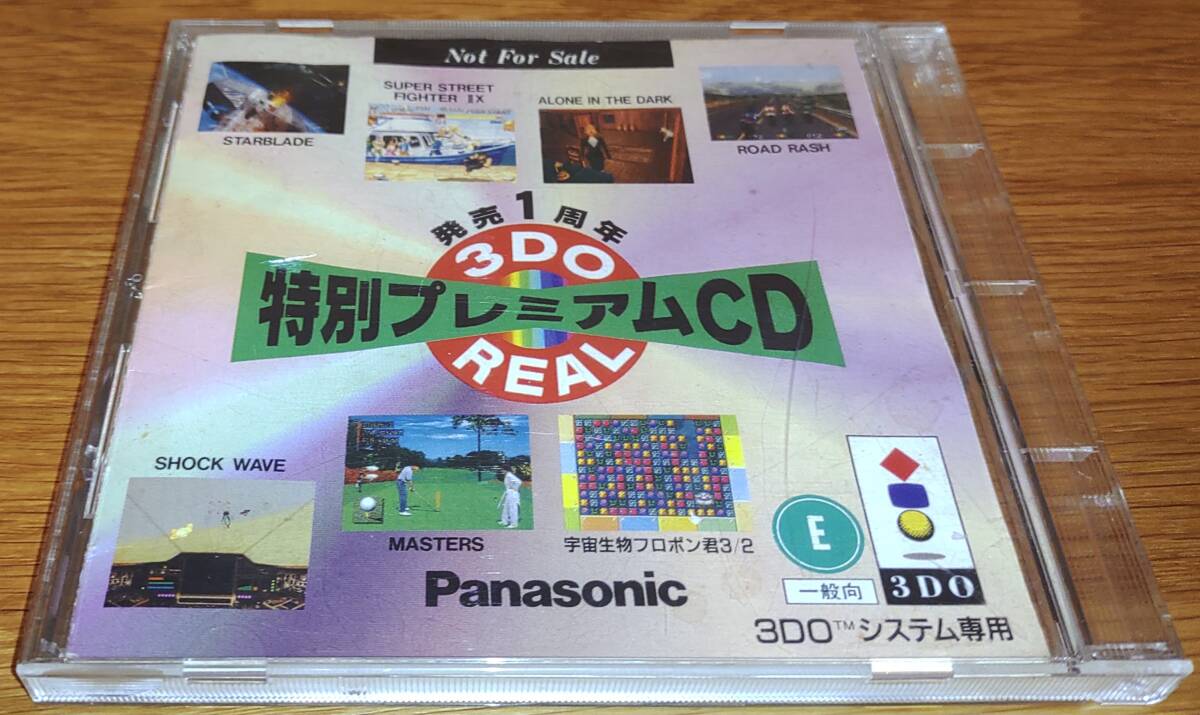 Not For Sale
STARBLADE
SUPER STREET
FIGHTER ⅡX
ALONE IN THE DARK
ROAD RASH
発売1周年
3DO
特別プレミアムCD
REAL
SHOCK WAVE
MASTERS
宇宙生物フロポン君3/2
E
一般向
3DO
Panasonic
3DO™システム専用